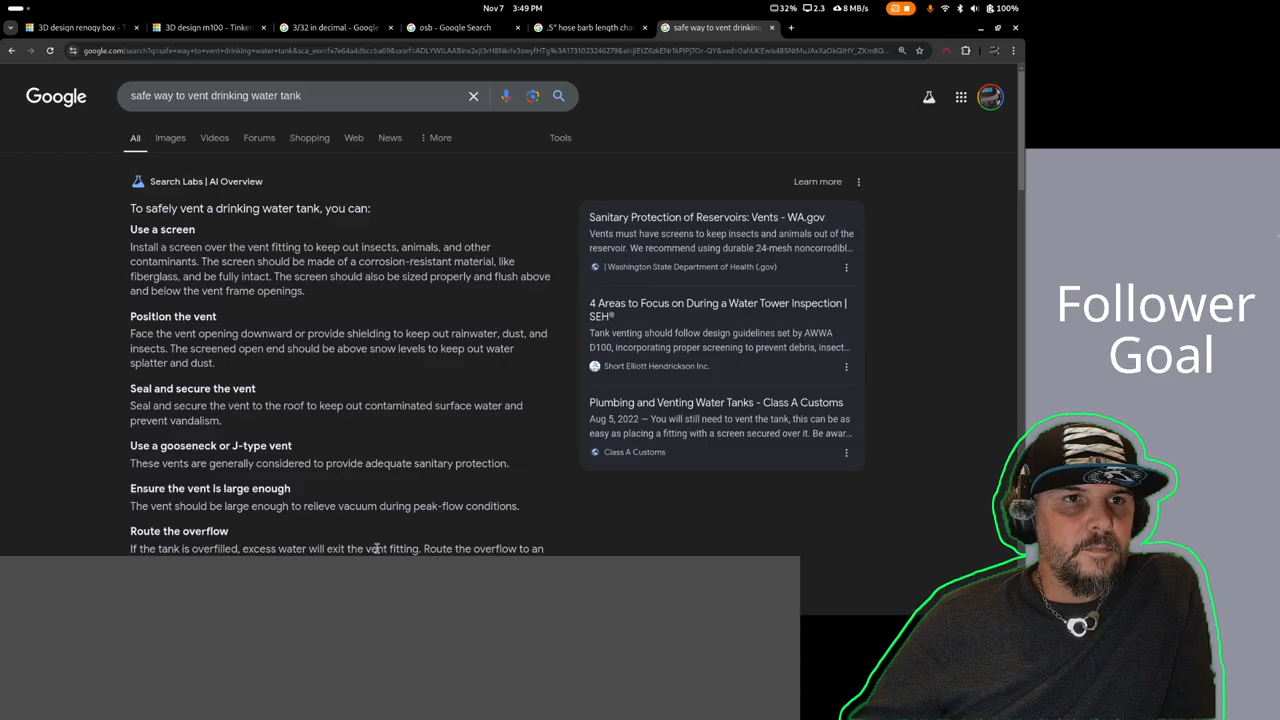 Nov 7 3:49 PM
32% 2.3 8 MB/s 100%
3D design renogy box - T
3D design m100 - Tinker
3/32 in decimal - Google
osb - Google Search
.5" hose barb length cha
safe way to vent drinking
Google
safe way to vent drinking water tank
All Images Videos Forums Shopping Web News More Tools
Search Labs | AI Overview
Learn more
To safely vent a drinking water tank, you can:
Use a screen
Install a screen over the vent fitting to keep out insects, animals, and other
contaminants. The screen should be made of a corrosion-resistant material, like
fiberglass, and be fully intact. The screen should also be sized properly and flush above
and below the vent frame openings.
Position the vent
Face the vent opening downward or provide shielding to keep out rainwater, dust, and
insects. The screened open end should be above snow levels to keep out water
splatter and dust.
Seal and secure the vent
Seal and secure the vent to the roof to keep out contaminated surface water and
prevent vandalism.
Use a gooseneck or J-type vent
These vents are generally considered to provide adequate sanitary protection.
Ensure the vent is large enough
The vent should be large enough to relieve vacuum during peak-flow conditions.
Route the overflow
If the tank is overfilled, excess water will exit the vent fitting. Route the overflow to an
Sanitary Protection of Reservoirs: Vents - WA.gov
Vents must have screens to keep insects and animals out of the
reservoir. We recommend using durable 24-mesh noncorrodibl...
| Washington State Department of Health (.gov)
4 Areas to Focus on During a Water Tower Inspection |
SEH®
Tank venting should follow design guidelines set by AWWA
D100, incorporating proper screening to prevent debris, insect...
Short Elliott Hendrickson Inc.
Plumbing and Venting Water Tanks - Class A Customs
Aug 5, 2022 — You will still need to vent the tank, this can be as
easy as placing a fitting with a screen secured over it. Be awar...
Class A Customs
Follower
Goal